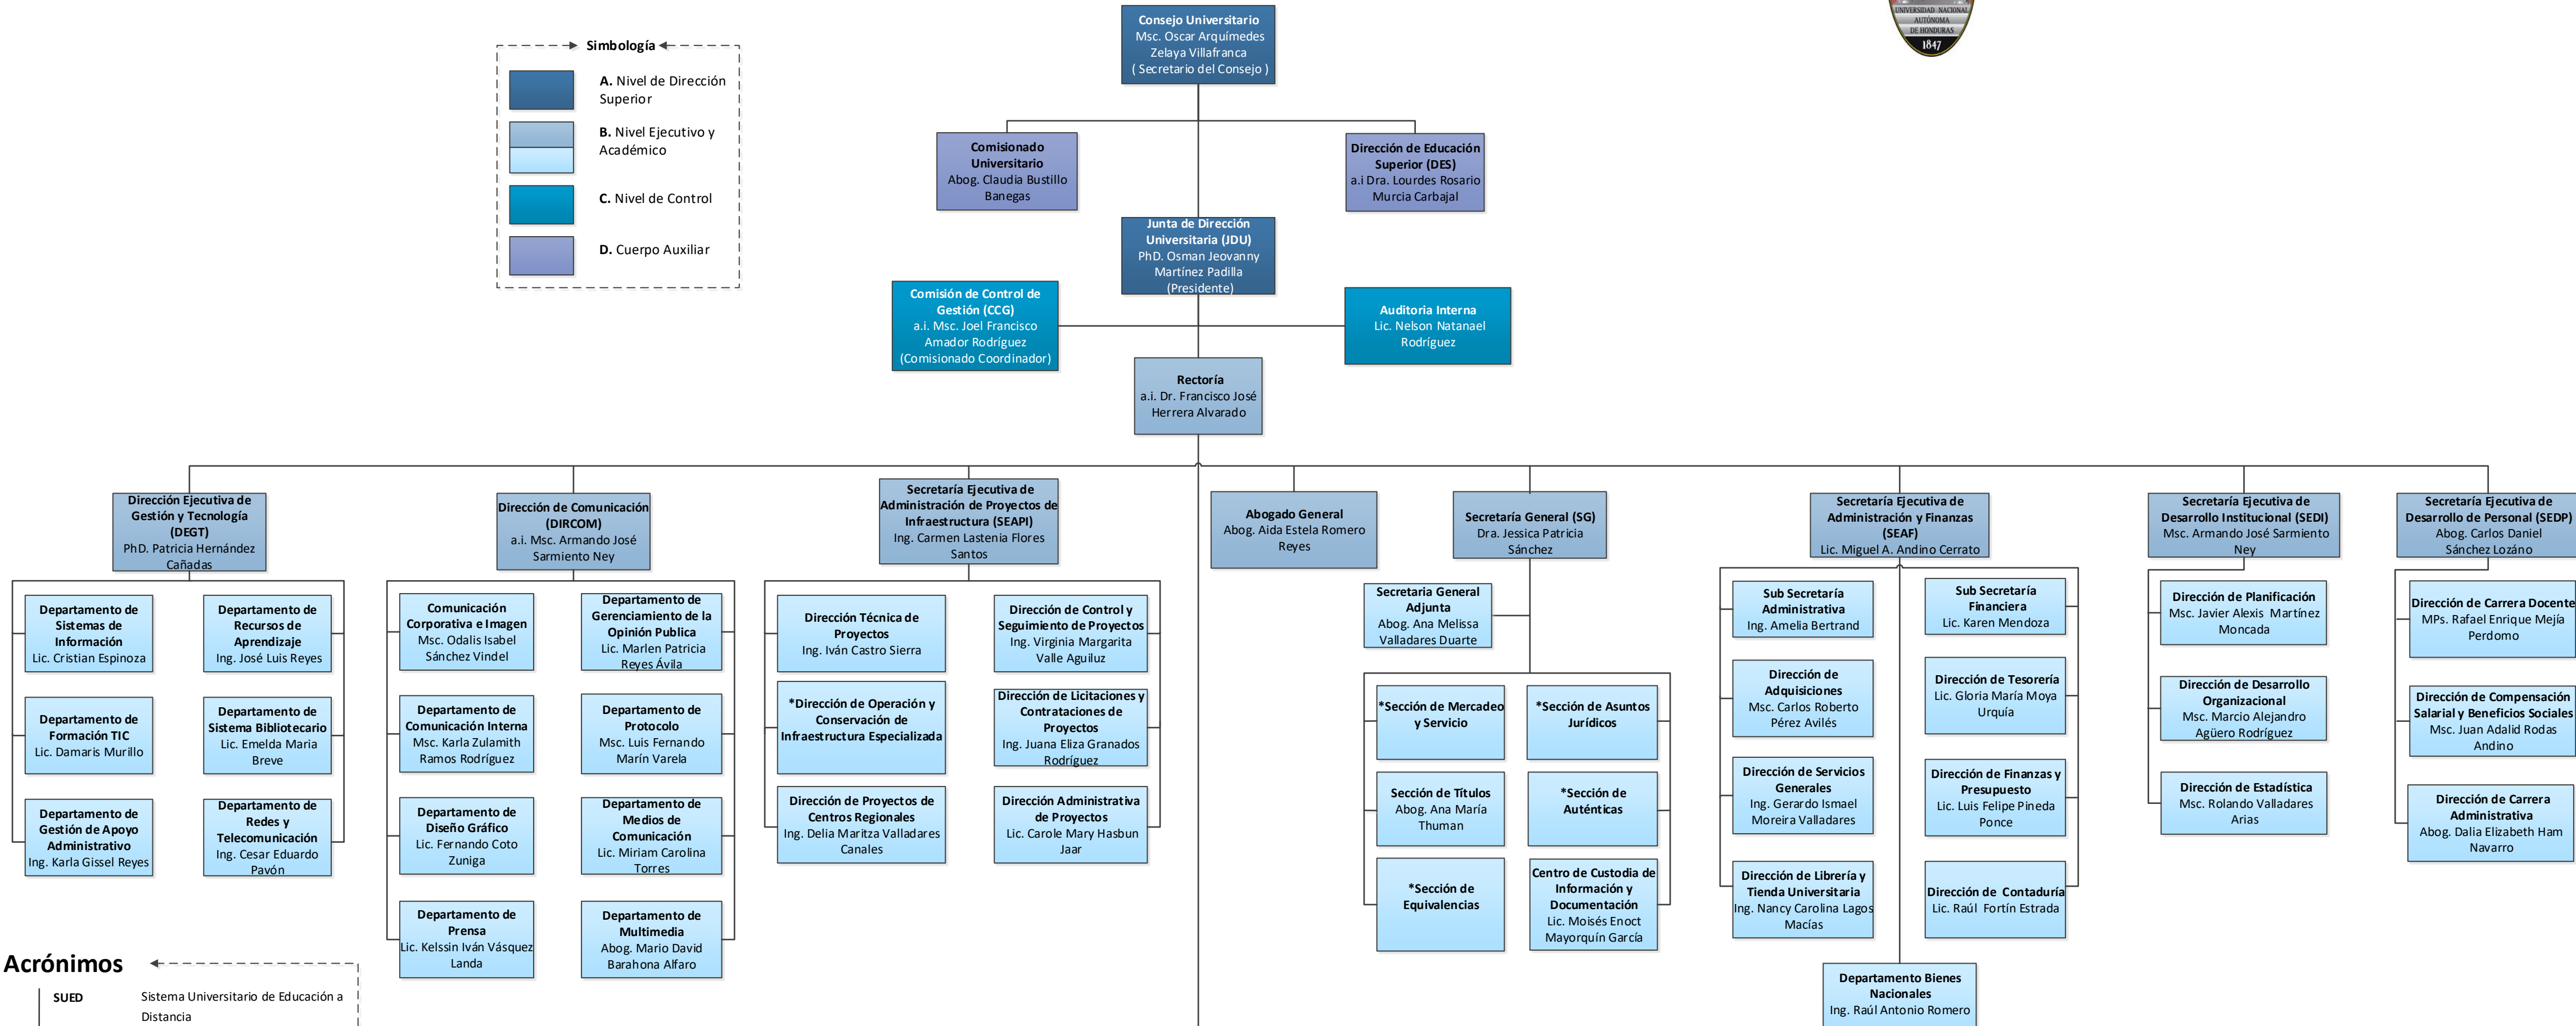 UNIVERSIDAD NACIONAL
AUTÓNOMA
DE HONDURAS
1847
Simbología
A. Nivel de Dirección
Superior
B. Nivel Ejecutivo y
Académico
C. Nivel de Control
D. Cuerpo Auxiliar
Consejo Universitario
Msc. Oscar Arquímedes
Zelaya Villafranca
( Secretario del Consejo )
Comisionado
Universitario
Abog. Claudia Bustillo
Banegas
Dirección de Educación
Superior (DES)
a.i Dra. Lourdes Rosario
Murcia Carbajal
Junta de Dirección
Universitaria (JDU)
PhD. Osman Jeovanny
Martínez Padilla
(Presidente)
Comisión de Control de
Gestión (CCG)
a.i. Msc. Joel Francisco
Amador Rodríguez
(Comisionado Coordinador)
Auditoria Interna
Lic. Nelson Natanael
Rodríguez
Rectoría
a.i. Dr. Francisco José
Herrera Alvarado
Dirección Ejecutiva de
Gestión y Tecnología
(DEGT)
PhD. Patricia Hernández
Cañadas
Departamento de
Sistemas de
Información
Lic. Cristian Espinoza
Departamento de
Recursos de
Aprendizaje
Ing. José Luis Reyes
Departamento de
Formación TIC
Lic. Damaris Murillo
Departamento de
Sistema Bibliotecario
Lic. Emelda Maria
Breve
Departamento de
Gestión de Apoyo
Administrativo
Ing. Karla Gissel Reyes
Departamento de
Redes y
Telecomunicación
Ing. Cesar Eduardo
Pavón
Dirección de Comunicación
(DIRCOM)
a.i. Msc. Armando José
Sarmiento Ney
Comunicación
Corporativa e Imagen
Msc. Odalis Isabel
Sánchez Vindel
Departamento de
Gerenciamiento de la
Opinión Publica
Lic. Marlen Patricia
Reyes Ávila
Departamento de
Comunicación Interna
Msc. Karla Zulamith
Ramos Rodríguez
Departamento de
Protocolo
Msc. Luis Fernando
Marín Varela
Departamento de
Diseño Gráfico
Lic. Fernando Coto
Zuniga
Departamento de
Medios de
Comunicación
Lic. Miriam Carolina
Torres
Departamento de
Prensa
Lic. Kelssin Iván Vásquez
Landa
Departamento de
Multimedia
Abog. Mario David
Barahona Alfaro
Secretaría Ejecutiva de
Administración de Proyectos de
Infraestructura (SEAPI)
Ing. Carmen Lastenia Flores
Santos
Dirección Técnica de
Proyectos
Ing. Iván Castro Sierra
Dirección de Control y
Seguimiento de Proyectos
Ing. Virginia Margarita
Valle Aguiluz
*Dirección de Operación y
Conservación de
Infraestructura Especializada
Dirección de Licitaciones y
Contrataciones de
Proyectos
Ing. Juana Eliza Granados
Rodríguez
Dirección de Proyectos de
Centros Regionales
Ing. Delia Maritza Valladares
Canales
Dirección Administrativa
de Proyectos
Lic. Carole Mary Hasbun
Jaar
Abogado General
Abog. Aida Estela Romero
Reyes
Secretaría General (SG)
Dra. Jessica Patricia
Sánchez
Secretaria General
Adjunta
Abog. Ana Melissa
Valladares Duarte
*Sección de Mercadeo
y Servicio
*Sección de Asuntos
Jurídicos
Sección de Títulos
Abog. Ana María
Thuman
*Sección de
Auténticas
*Sección de
Equivalencias
Centro de Custodia de
Información y
Documentación
Lic. Moisés Enoct
Mayorquín García
Secretaría Ejecutiva de
Administración y Finanzas
(SEAF)
Lic. Miguel A. Andino Cerrato
Sub Secretaría
Administrativa
Ing. Amelia Bertrand
Sub Secretaría
Financiera
Lic. Karen Mendoza
Dirección de
Adquisiciones
Msc. Carlos Roberto
Pérez Avilés
Dirección de Tesorería
Lic. Gloria María Moya
Urquía
Dirección de Servicios
Generales
Ing. Gerardo Ismael
Moreira Valladares
Dirección de Finanzas y
Presupuesto
Lic. Luis Felipe Pineda
Ponce
Dirección de Librería y
Tienda Universitaria
Ing. Nancy Carolina Lagos
Macías
Dirección de Contaduría
Lic. Raúl Fortín Estrada
Departamento Bienes
Nacionales
Ing. Raúl Antonio Romero
Secretaría Ejecutiva de
Desarrollo Institucional (SEDI)
Msc. Armando José Sarmiento
Ney
Dirección de Planificación
Msc. Javier Alexis Martínez
Moncada
Dirección de Desarrollo
Organizacional
Msc. Marcio Alejandro
Agüero Rodríguez
Dirección de Estadística
Msc. Rolando Valladares
Arias
Secretaría Ejecutiva de
Desarrollo de Personal (SEDP)
Abog. Carlos Daniel
Sánchez Lozáno
Dirección de Carrera Docente
MPs. Rafael Enrique Mejía
Perdomo
Dirección de Compensación
Salarial y Beneficios Sociales
Msc. Juan Adalid Rodas
Andino
Dirección de Carrera
Administrativa
Abog. Dalia Elizabeth Ham
Navarro
Acrónimos
SUED Sistema Universitario de Educación a
Distancia